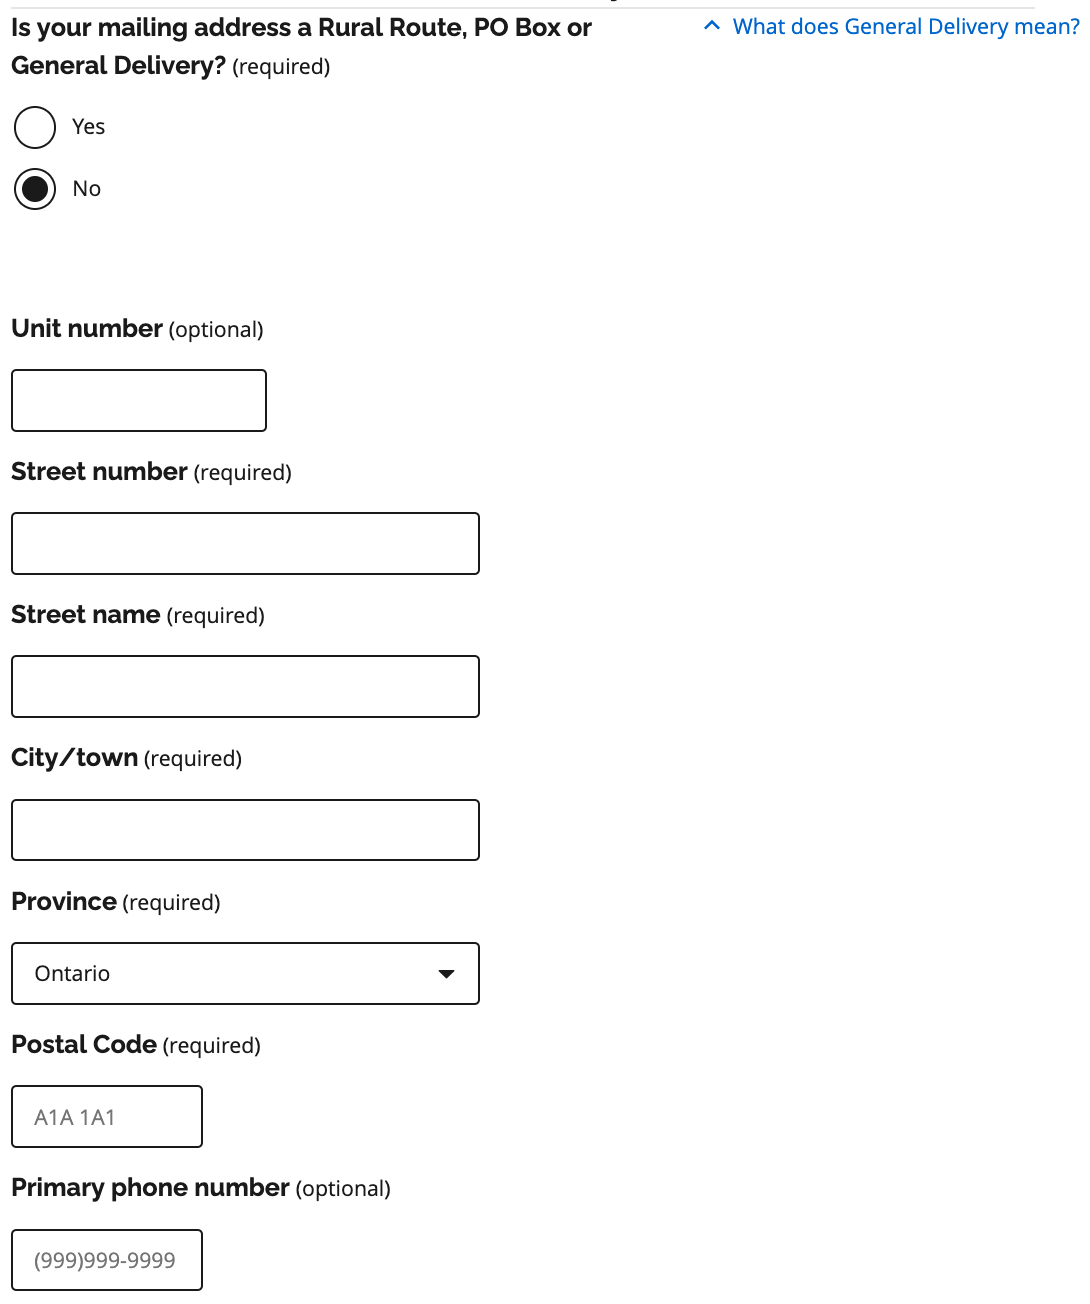 Is your mailing address a Rural Route, PO Box or
General Delivery? (required)
What does General Delivery mean?
Yes
No
Unit number (optional)
Street number (required)
Street name (required)
City/town (required)
Province (required)
Ontario
Postal Code (required)
A1A 1A1
Primary phone number (optional)
(999)999-9999